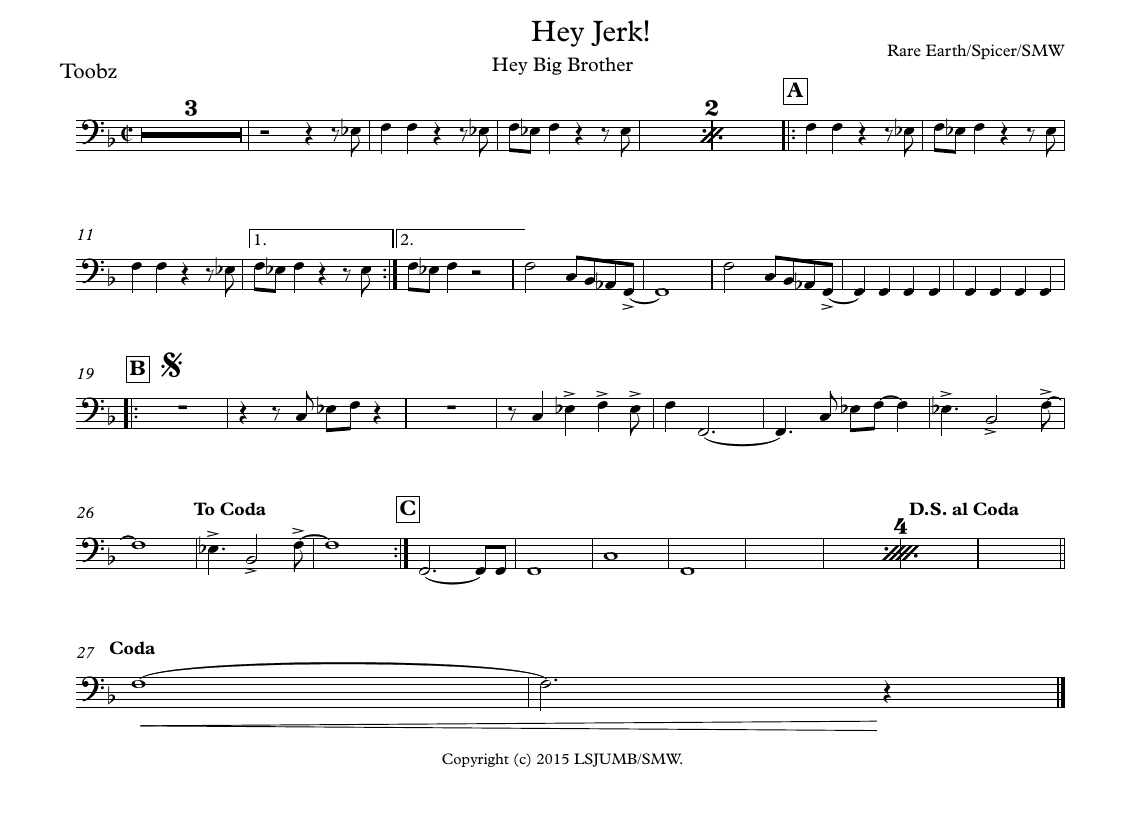 Hey Jerk!
Hey Big Brother
Rare Earth/Spicer/SMW
Toobz
3
2
A
11
1.
2.
19
B
26
To Coda
C
4
D.S. al Coda
27
Coda
Copyright (c) 2015 LSJUMB/SMW.